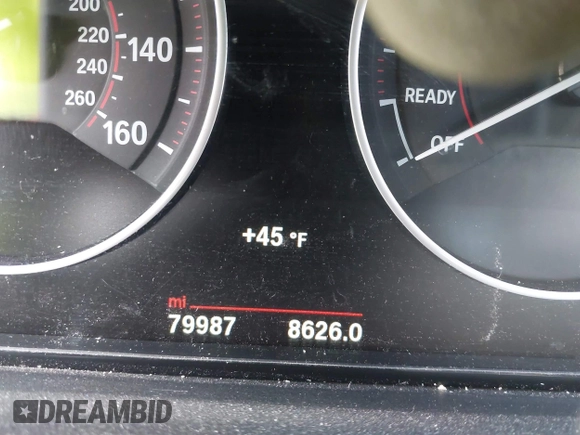 200
220
240
260
140
160
READY
OFF
+45 °F
mi
79987 8626.0
DREAMBID